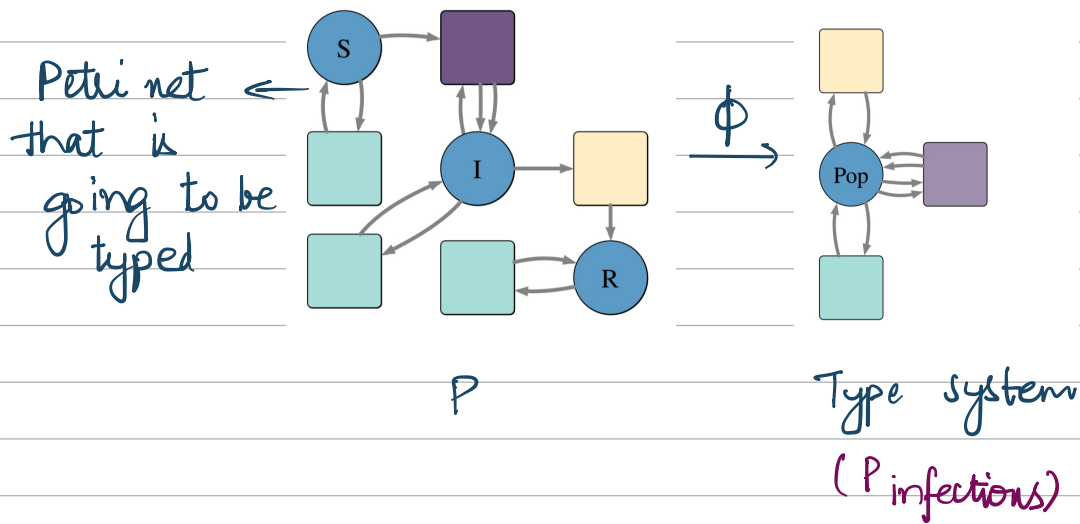 Petri net
that is
going to be
typed
S
I
R
P
ϕ
Pop
Type system
(P infections)